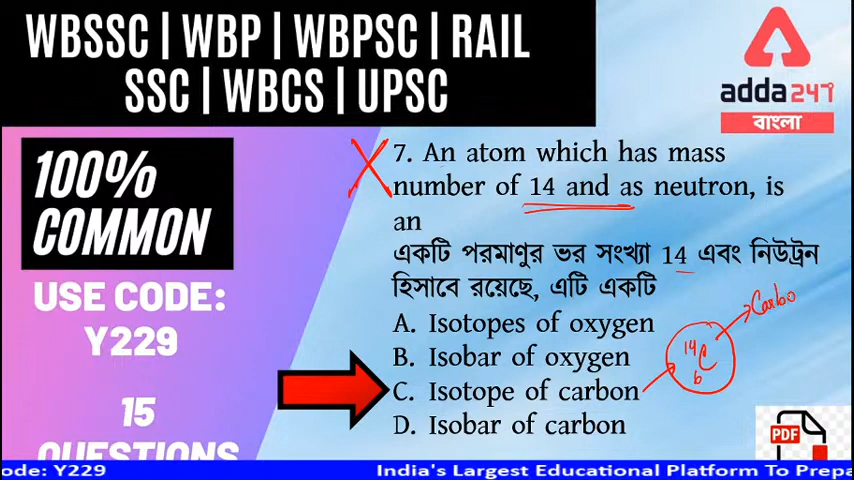 WBSSC | WBP | WBPSC | RAIL
SSC | WBCS | UPSC
adda247
বাংলা
100%
COMMON
USE CODE:
Y229
15
QUESTIONS
7. An atom which has mass
number of 14 and as neutron, is
an
একটি পরমাণুর ভর সংখ্যা 14 এবং নিউট্রন
হিসাবে রয়েছে, এটি একটি
A. Isotopes of oxygen
B. Isobar of oxygen
C. Isotope of carbon
D. Isobar of carbon
Carbo
14
C
6
PDF
ode: Y229
India's Largest Educational Platform To Prepa